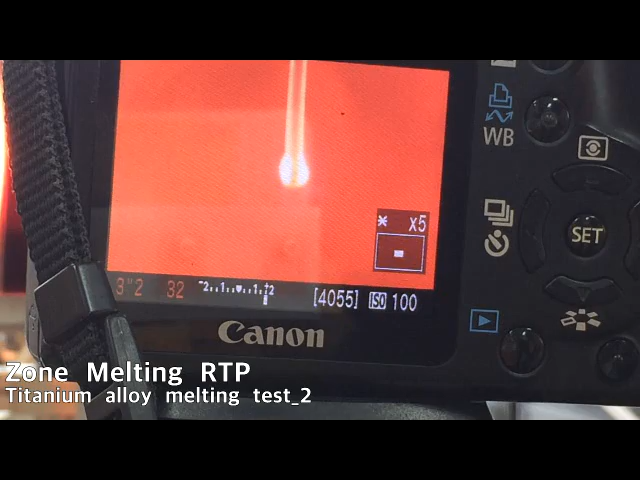 WB
* x5
SET
3"2 32 -2..1..▼..1..+2 [4055] ISO 100
Canon
Zone Melting RTP
Titanium alloy melting test_2